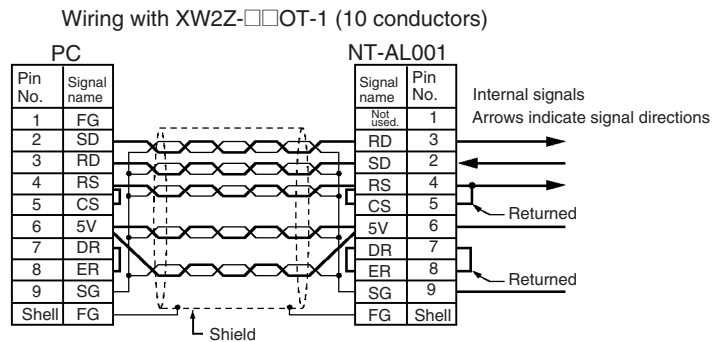 Wiring with XW2Z-□□OT-1 (10 conductors)
PC
NT-AL001
Pin No.
Signal name
Signal name
Pin No.
Internal signals
Arrows indicate signal directions
1 FG
2 SD
3 RD
4 RS
5 CS
6 5V
7 DR
8 ER
9 SG
Shell FG
Not used. 1
RD 3
SD 2
RS 4
CS 5
5V 6
DR 7
ER 8
SG 9
FG Shell
Returned
Returned
Shield